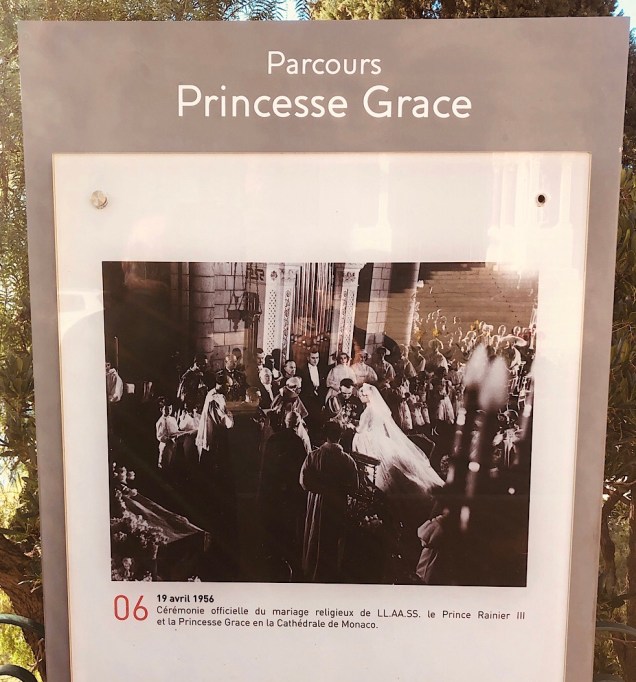 Parcours
Princesse Grace
06
19 avril 1956
Cérémonie officielle du mariage religieux de LL.AA.SS. le Prince Rainier III
et la Princesse Grace en la Cathédrale de Monaco.